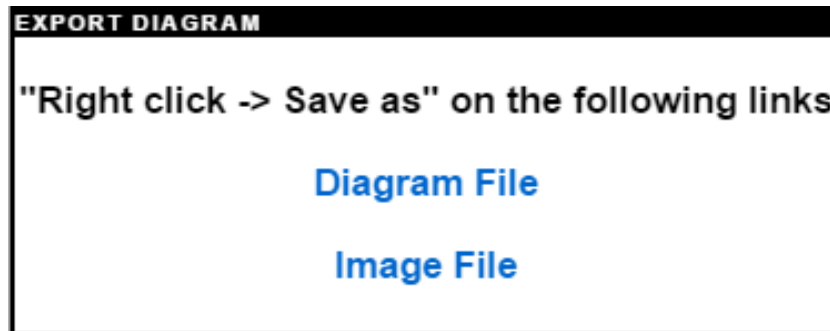 EXPORT DIAGRAM
"Right click -> Save as" on the following links
Diagram File
Image File